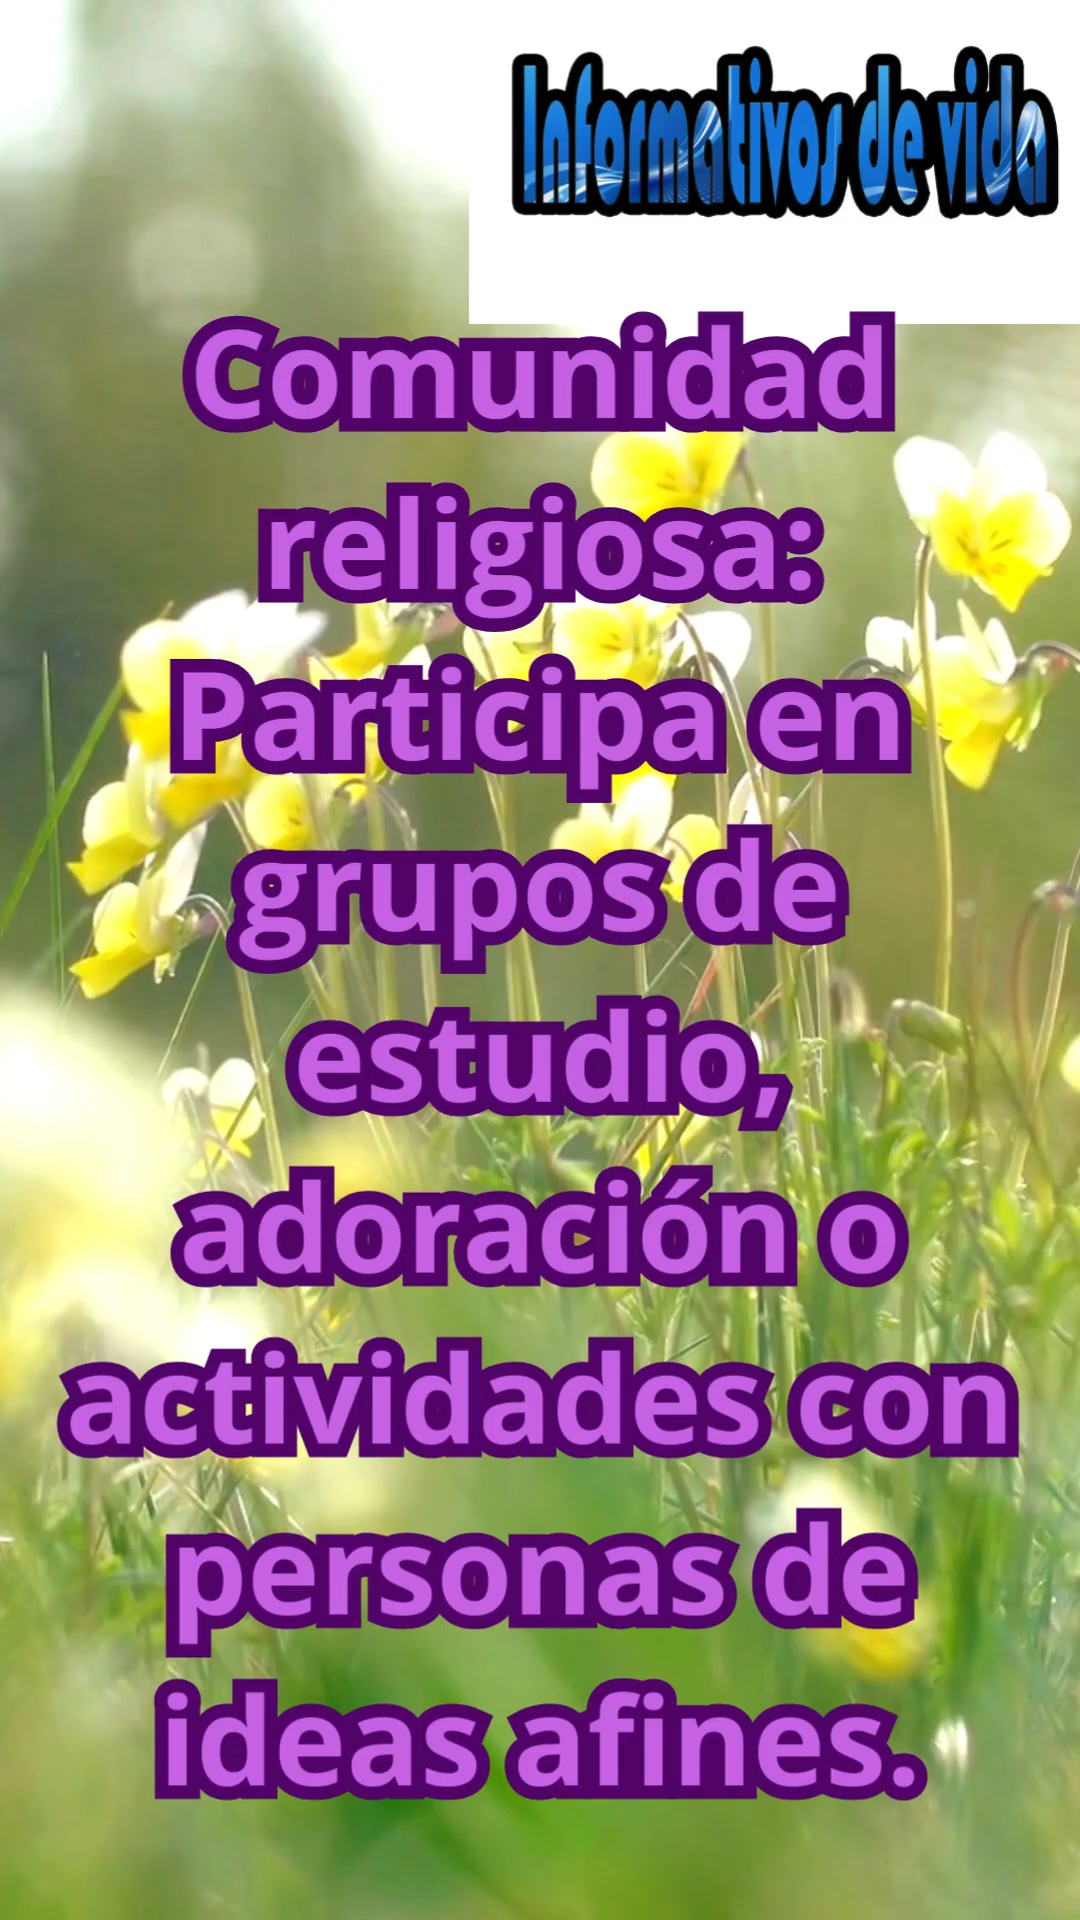 Informativos de vida
Comunidad
religiosa:
Participa en
grupos de
estudio,
adoración o
actividades con
personas de
ideas afines.